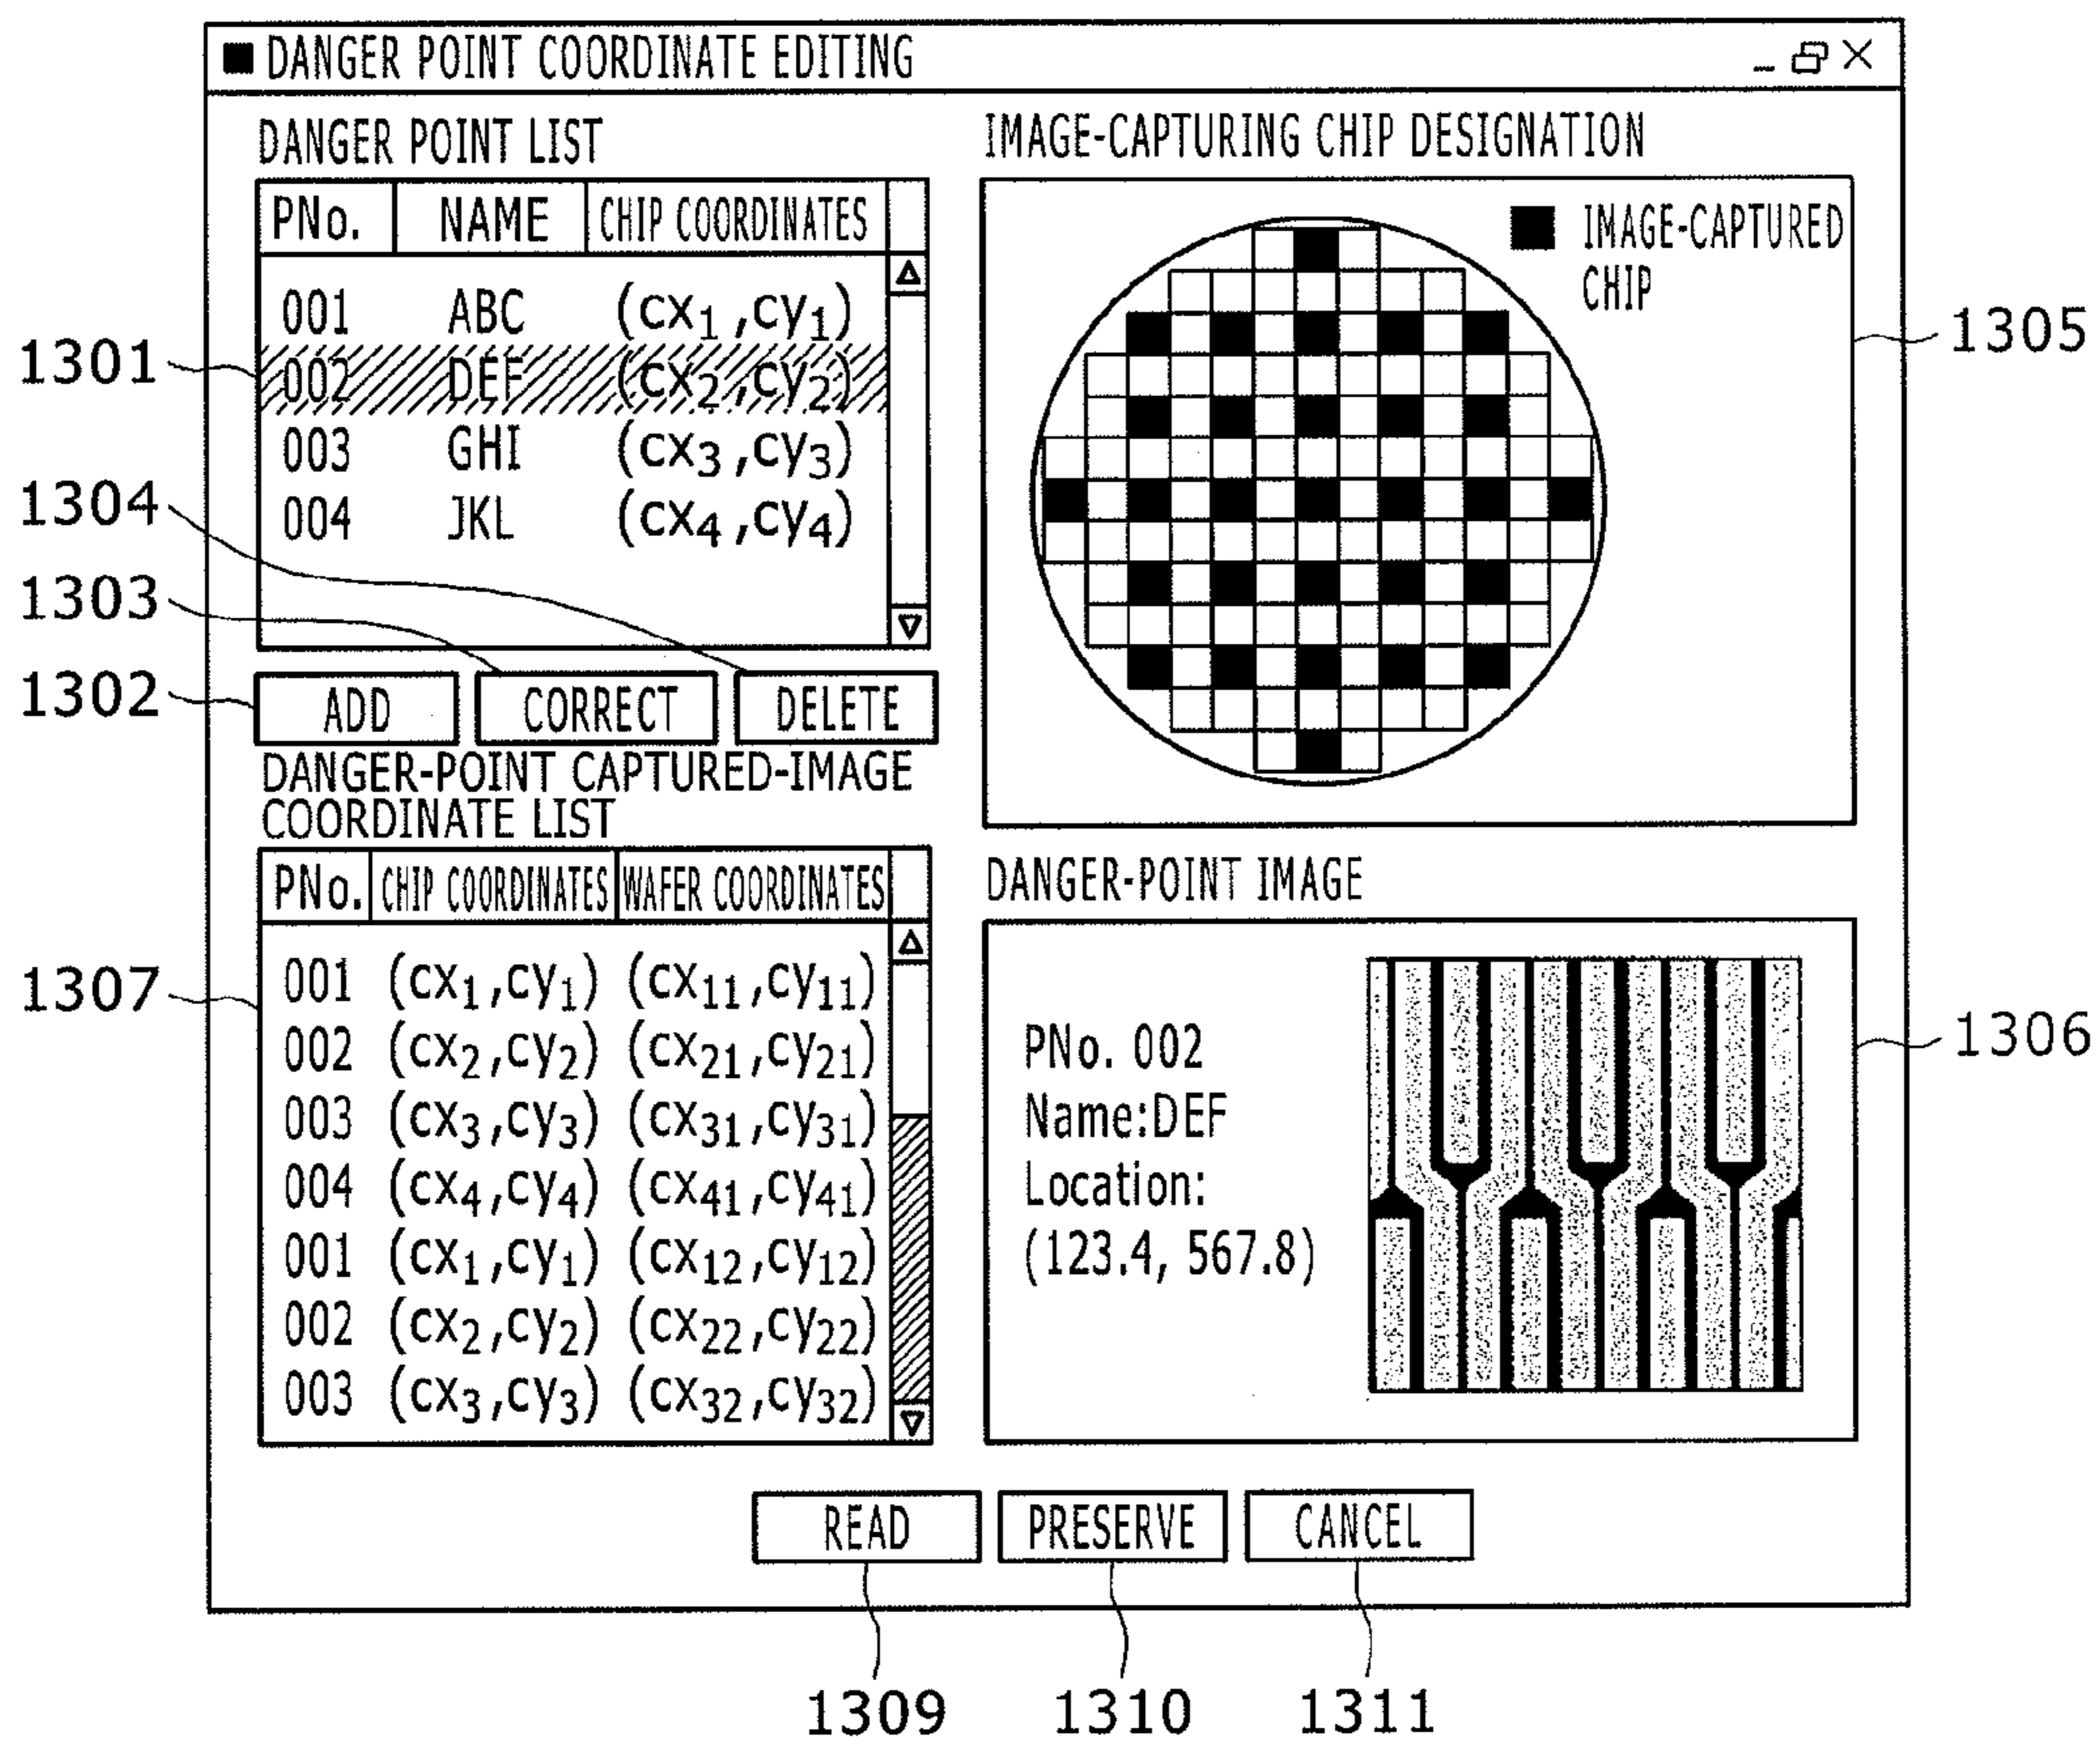 DANGER POINT COORDINATE EDITING
DANGER POINT LIST
PNo. NAME CHIP COORDINATES
001 ABC (cx1,cy1)
002 DEF (cx2,cy2)
003 GHI (cx3,cy3)
004 JKL (cx4,cy4)
ADD CORRECT DELETE
DANGER-POINT CAPTURED-IMAGE
COORDINATE LIST
PNo. CHIP COORDINATES WAFER COORDINATES
001 (cx1,cy1) (cx11,cy11)
002 (cx2,cy2) (cx21,cy21)
003 (cx3,cy3) (cx31,cy31)
004 (cx4,cy4) (cx41,cy41)
001 (cx1,cy1) (cx12,cy12)
002 (cx2,cy2) (cx22,cy22)
003 (cx3,cy3) (cx32,cy32)
IMAGE-CAPTURING CHIP DESIGNATION
IMAGE-CAPTURED
CHIP
DANGER-POINT IMAGE
PNo. 002
Name:DEF
Location:
(123.4, 567.8)
READ PRESERVE CANCEL
1301
1304
1303
1302
1307
1305
1306
1309 1310 1311